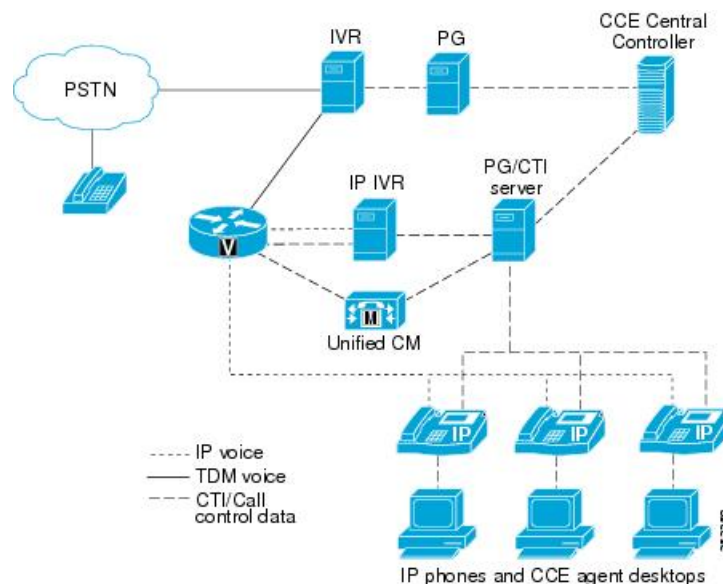 IVR
PG
CCE Central
Controller
PSTN
PG/CTI
server
IP IVR
V
M
Unified CM
IP
IP
IP
IP voice
TDM voice
CTI/Call
control data
IP phones and CCE agent desktops